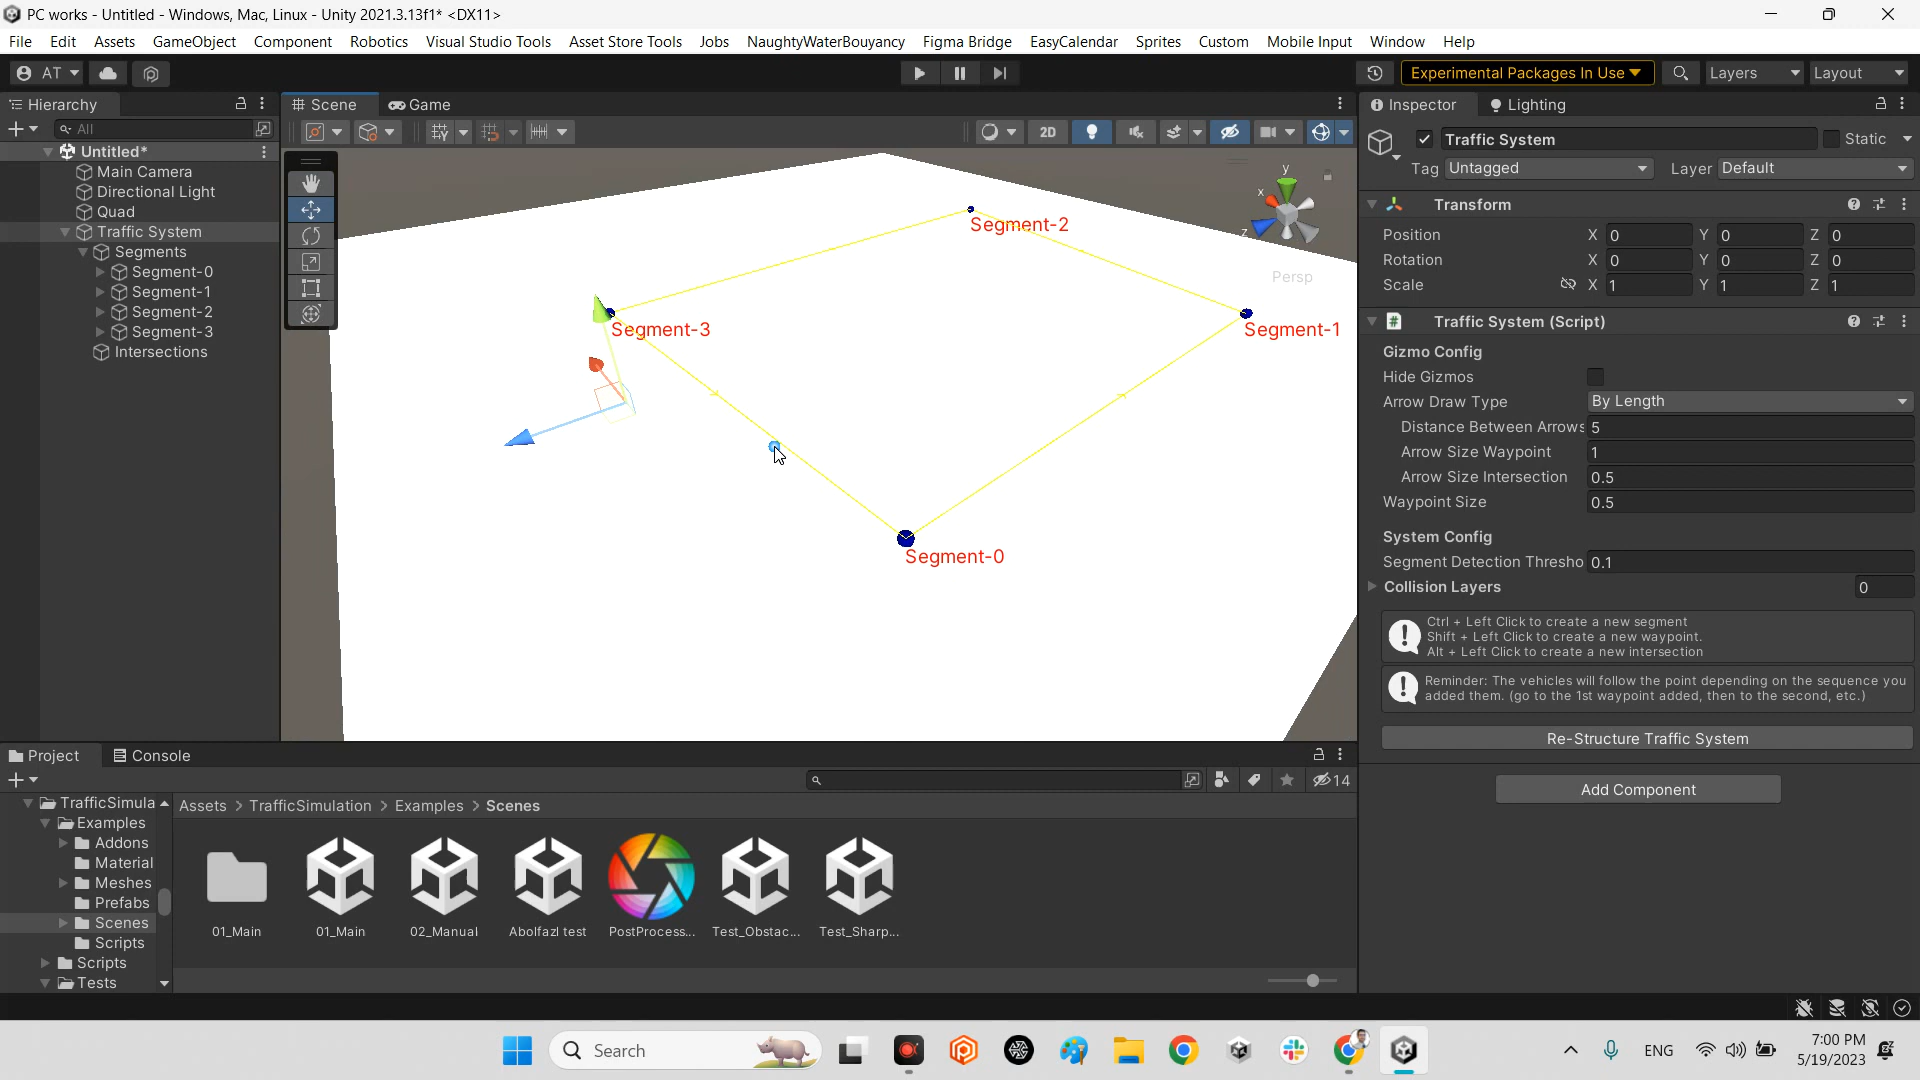 PC works - Untitled - Windows, Mac, Linux - Unity 2021.3.13f1* <DX11>
File Edit Assets GameObject Component Robotics Visual Studio Tools Asset Store Tools Jobs NaughtyWaterBouyancy Figma Bridge EasyCalendar Sprites Custom Mobile Input Window Help
AT Experimental Packages In Use Layers Layout
Hierarchy Scene Game Inspector Lighting
All 2D
Untitled*
Main Camera
Directional Light
Quad
Traffic System
Segments
Segment-0
Segment-1
Segment-2
Segment-3
Intersections
Segment-2
Segment-3
Segment-1
Segment-0
y
x
z
Persp
Traffic System Static
Tag Untagged Layer Default
Transform
Position X 0 Y 0 Z 0
Rotation X 0 Y 0 Z 0
Scale X 1 Y 1 Z 1
Traffic System (Script)
Gizmo Config
Hide Gizmos
Arrow Draw Type By Length
Distance Between Arrows 5
Arrow Size Waypoint 1
Arrow Size Intersection 0.5
Waypoint Size 0.5
System Config
Segment Detection Thresho 0.1
Collision Layers 0
Ctrl + Left Click to create a new segment
Shift + Left Click to create a new waypoint.
Alt + Left Click to create a new intersection
Reminder: The vehicles will follow the point depending on the sequence you
added them. (go to the 1st waypoint added, then to the second, etc.)
Re-Structure Traffic System
Add Component
Project Console
14
TrafficSimula
Examples
Addons
Material
Meshes
Prefabs
Scenes
Scripts
Scripts
Tests
Assets > TrafficSimulation > Examples > Scenes
01_Main 01_Main 02_Manual Abolfazl test PostProcess... Test_Obstac... Test_Sharp...
Search
ENG
7:00 PM
5/19/2023